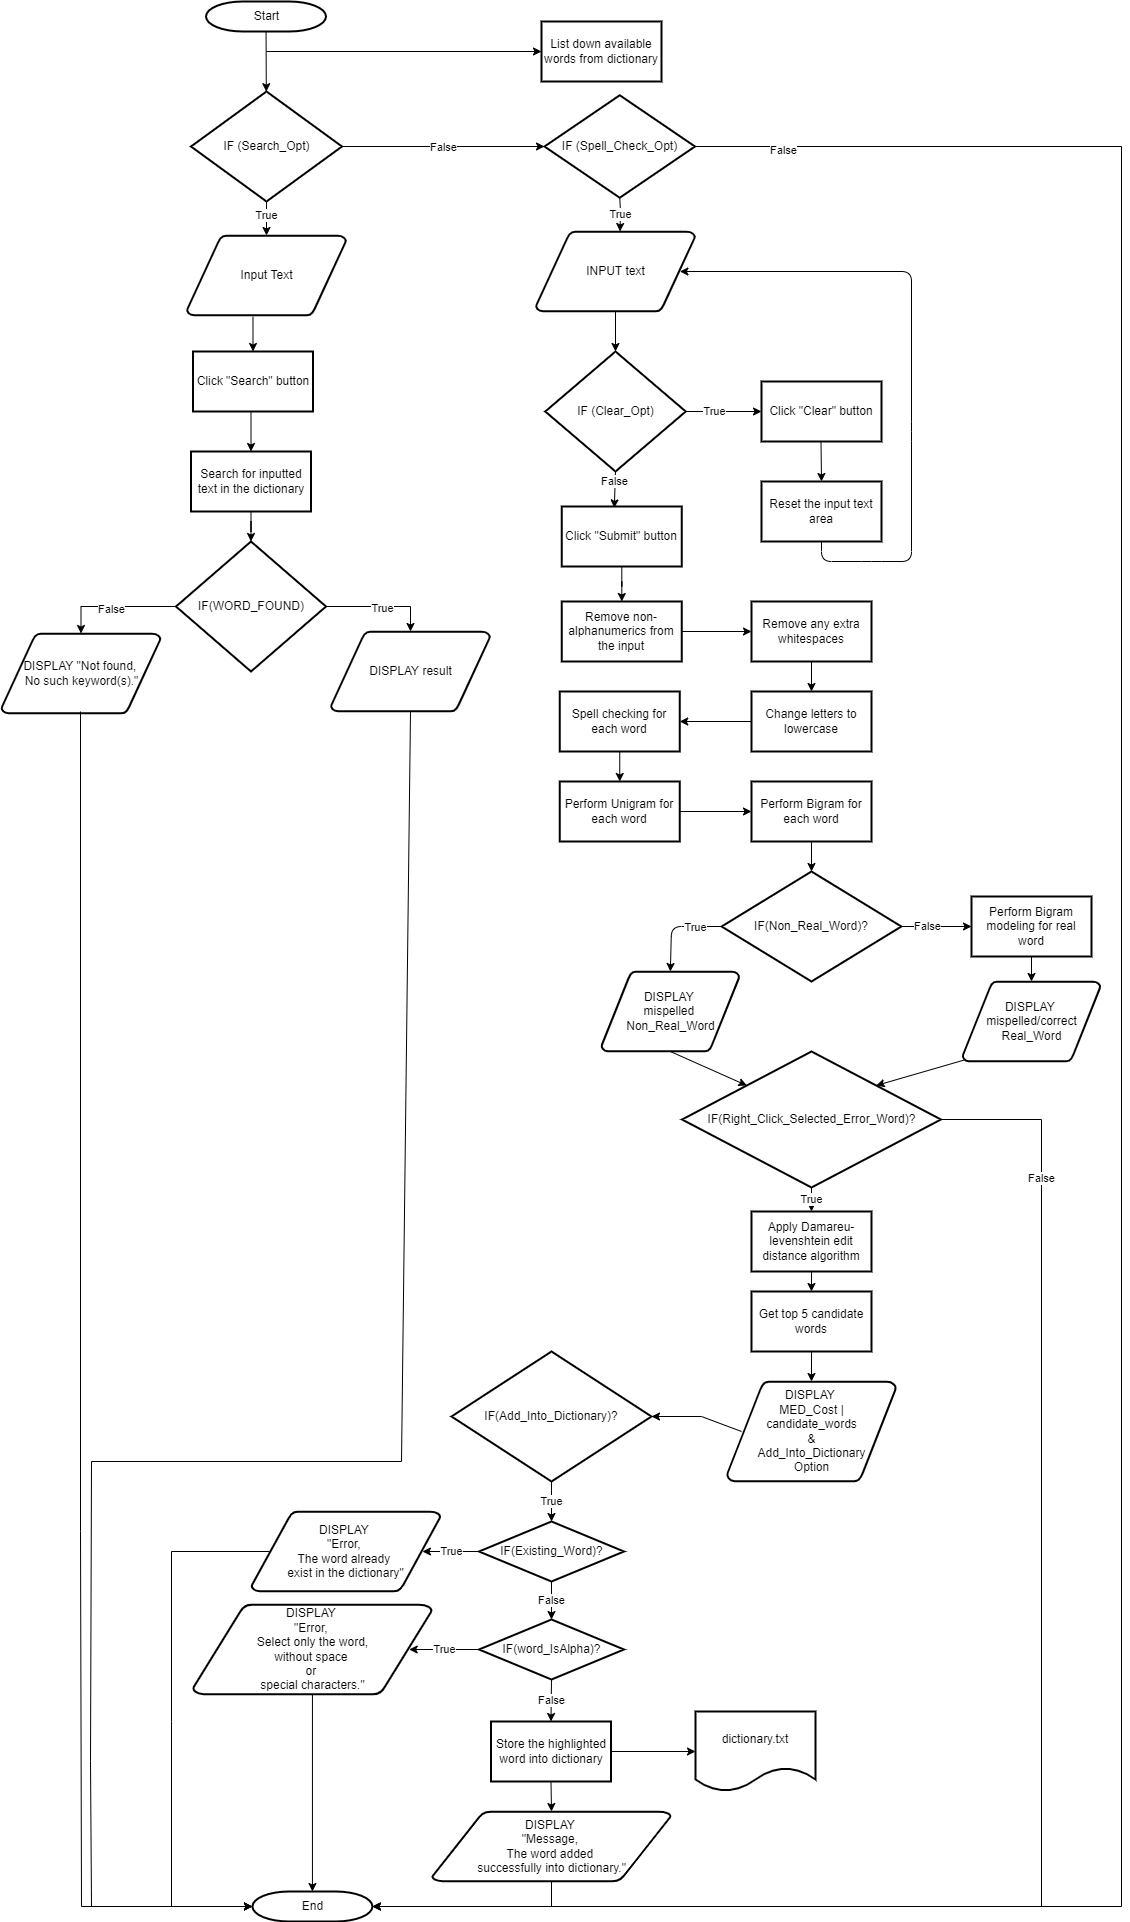 Start
List down available
words from dictionary
IF (Search_Opt)
False
IF (Spell_Check_Opt)
False
True
True
Input Text
INPUT text
Click "Search" button
IF (Clear_Opt)
True
Click "Clear" button
False
Search for inputted
text in the dictionary
Reset the input text
area
Click "Submit" button
IF(WORD_FOUND)
False
True
DISPLAY "Not found,
No such keyword(s)."
DISPLAY result
Remove non-
alphanumerics from
the input
Remove any extra
whitespaces
Spell checking for
each word
Change letters to
lowercase
Perform Unigram for
each word
Perform Bigram for
each word
IF(Non_Real_Word)?
True
False
Perform Bigram
modeling for real
word
DISPLAY
mispelled
Non_Real_Word
DISPLAY
mispelled/correct
Real_Word
IF(Right_Click_Selected_Error_Word)?
False
True
Apply Damareu-
levenshtein edit
distance algorithm
Get top 5 candidate
words
DISPLAY
MED_Cost |
candidate_words
&
Add_Into_Dictionary
Option
IF(Add_Into_Dictionary)?
True
IF(Existing_Word)?
True
DISPLAY
"Error,
The word already
exist in the dictionary"
False
IF(word_IsAlpha)?
True
DISPLAY
"Error,
Select only the word,
without space
or
special characters."
False
Store the highlighted
word into dictionary
dictionary.txt
DISPLAY
"Message,
The word added
successfully into dictionary."
End